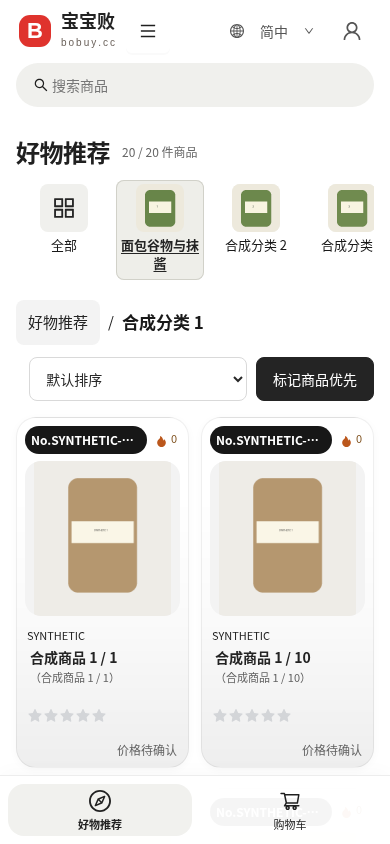 B 宝宝败
bobuy.cc
简中
搜索商品
好物推荐 20 / 20 件商品
全部
面包谷物与抹酱
合成分类 2
合成分类
好物推荐 / 合成分类 1
默认排序
标记商品优先
No.SYNTHETIC-··· 0
No.SYNTHETIC-··· 0
SYNTHETIC
合成商品 1 / 1
（合成商品 1 / 1）
价格待确认
SYNTHETIC
合成商品 1 / 10
（合成商品 1 / 10）
价格待确认
好物推荐
购物车